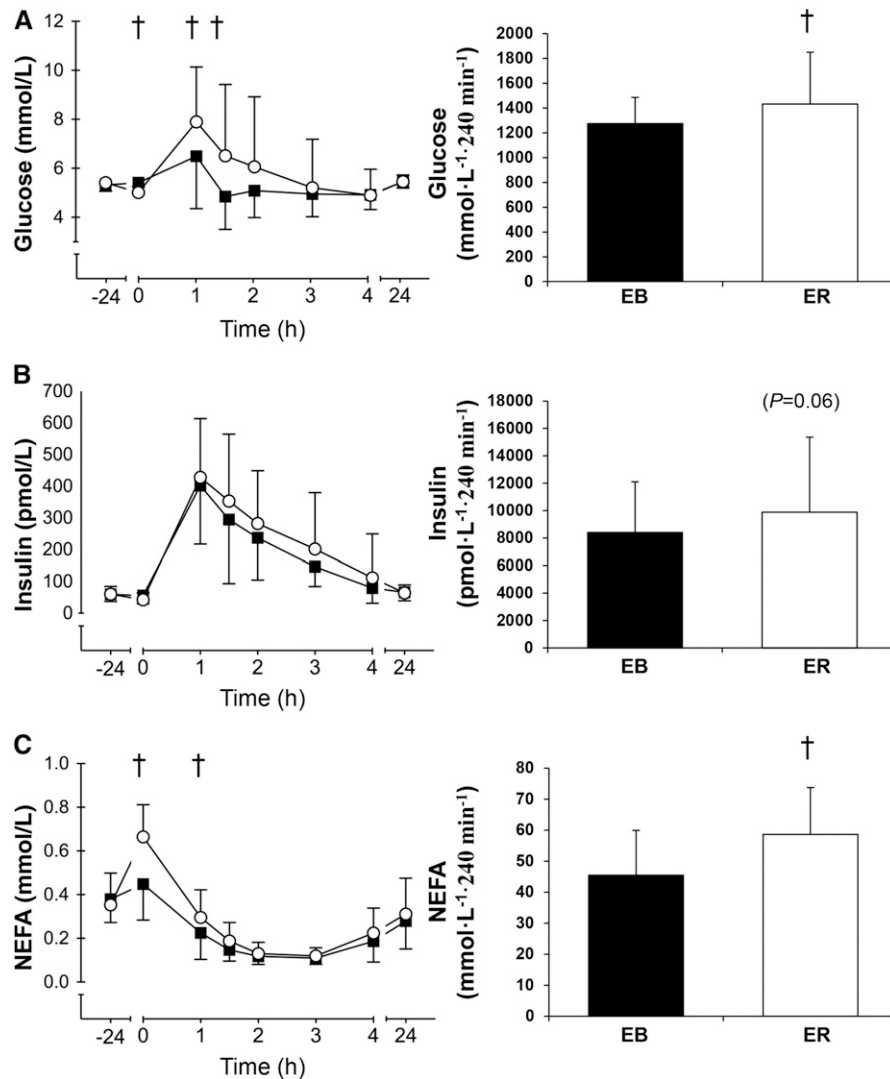 A
Glucose (mmol/L)
12
10
8
6
4
† † †
-24 0 1 2 3 4 24
Time (h)
Glucose
(mmol·L-1·240 min-1)
2000
1800
1600
1400
1200
1000
800
600
400
200
0
†
EB ER
B
Insulin (pmol/L)
700
600
500
400
300
200
100
0
-24 0 1 2 3 4 24
Time (h)
Insulin
(pmol·L-1·240 min-1)
18000
16000
14000
12000
10000
8000
6000
4000
2000
0
(P=0.06)
EB ER
C
NEFA (mmol/L)
1.0
0.8
0.6
0.4
0.2
0.0
† †
-24 0 1 2 3 4 24
Time (h)
NEFA
(mmol·L-1·240 min-1)
80
70
60
50
40
30
20
10
0
†
EB ER